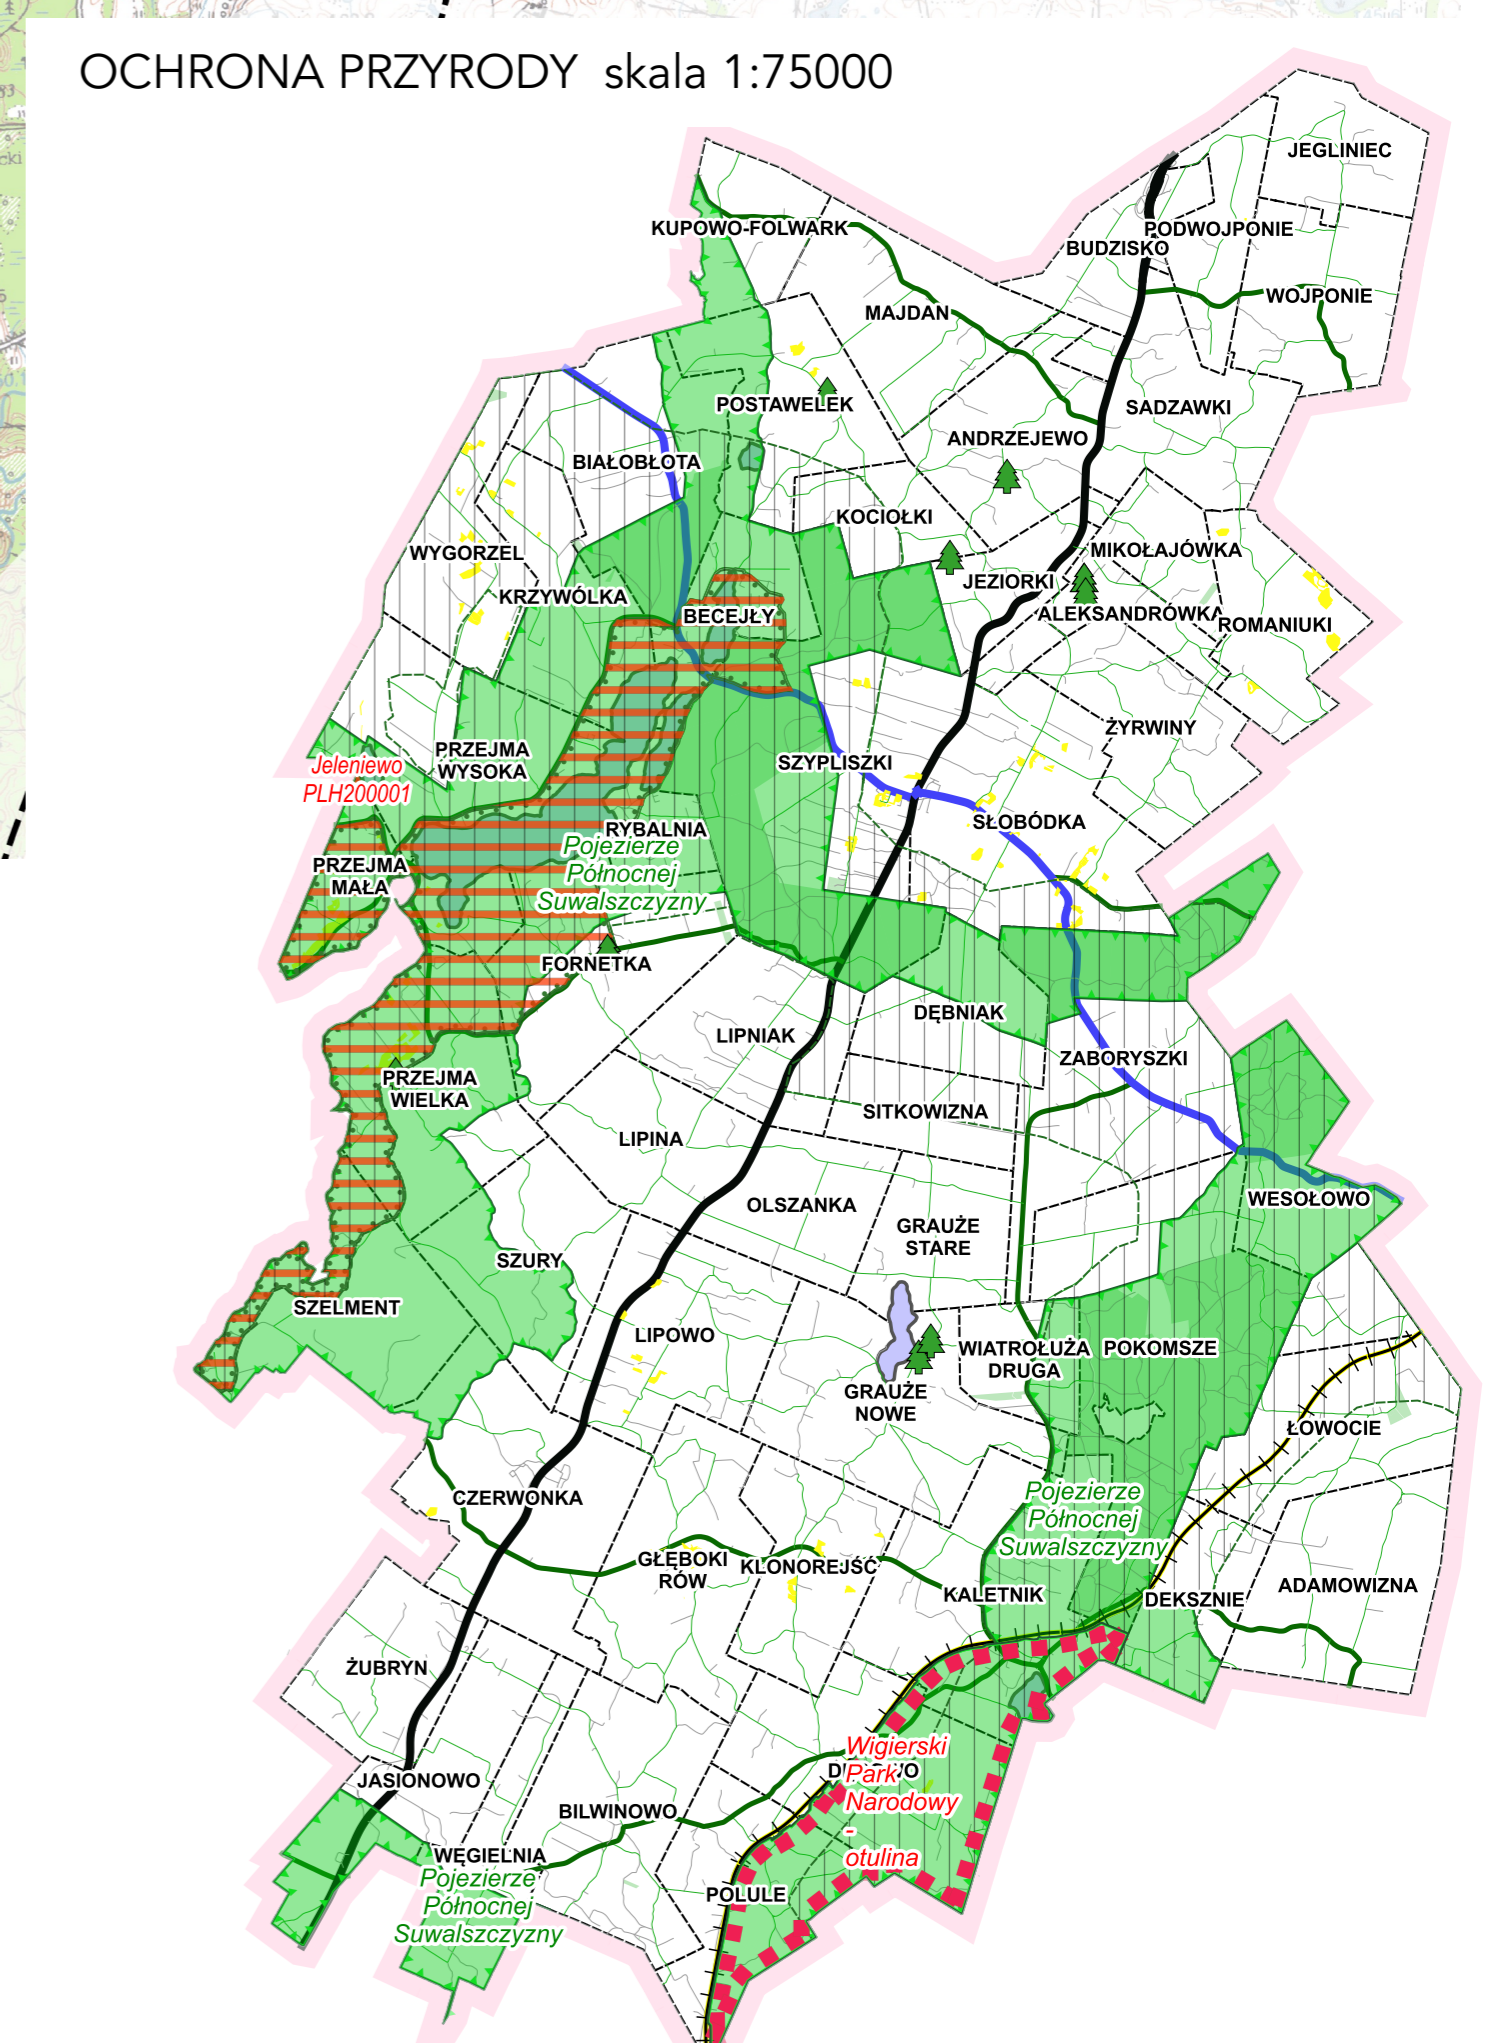 OCHRONA PRZYRODY skala 1:75000
JEGLINIEC
KUPOWO-FOLWARK
PODWOJPONIE
BUDZISKO
WOJPONIE
MAJDAN
POSTAWELEK
SADZAWKI
ANDRZEJEWO
BIAŁOBŁOTA
KOCIOŁKI
WYGORZEL
MIKOŁAJÓWKA
JEZIORKI
KRZYWÓLKA
BECEJŁY
ALEKSANDRÓWKA
ROMANIUKI
ŻYRWINY
PRZEJMA
WYSOKA
Jeleniewo
PLH200001
SZYPLISZKI
SŁOBÓDKA
RYBALNIA
Pojezierze
Północnej
Suwalszczyzny
PRZEJMA
MAŁA
FORNETKA
DĘBNIAK
LIPNIAK
ZABORYSZKI
PRZEJMA
WIELKA
SITKOWIZNA
LIPINA
WESOŁOWO
OLSZANKA
GRAUŻE
STARE
SZURY
SZELMENT
LIPOWO
WIATROŁUŻA
DRUGA
POKOMSZE
GRAUŻE
NOWE
ŁOWOCIE
CZERWONKA
Pojezierze
Północnej
Suwalszczyzny
GŁĘBOKI
RÓW
KLONOREJŚĆ
KALETNIK
DEKSZNIE
ADAMOWIZNA
ŻUBRYN
Wigierski
Park
Narodowy
-
otulina
JASIONOWO
BILWINOWO
WĘGIELNIA
Pojezierze
Północnej
Suwalszczyzny
POLULE